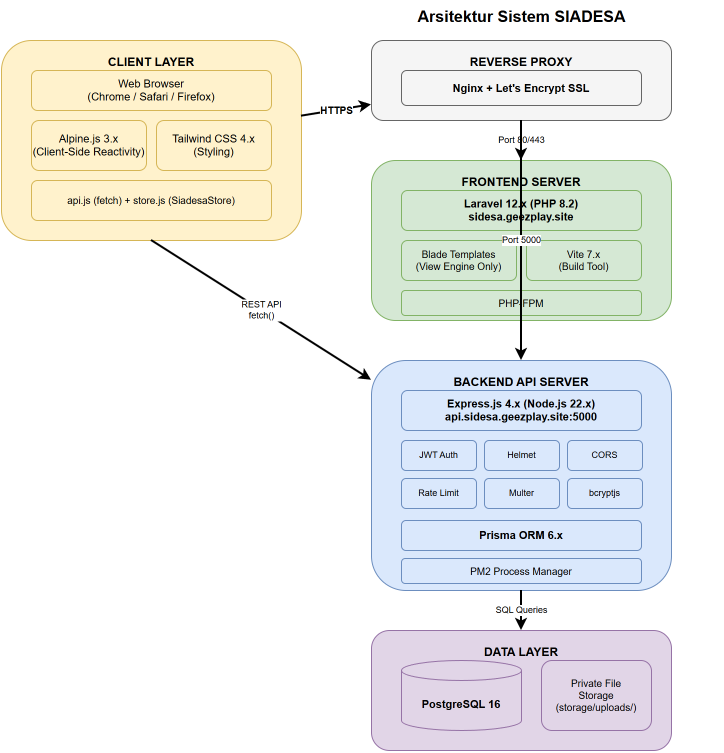 Arsitektur Sistem SIADESA
CLIENT LAYER
Web Browser
(Chrome / Safari / Firefox)
Alpine.js 3.x
(Client-Side Reactivity)
Tailwind CSS 4.x
(Styling)
api.js (fetch) + store.js (SiadesaStore)
HTTPS
REVERSE PROXY
Nginx + Let's Encrypt SSL
Port 80/443
FRONTEND SERVER
Laravel 12.x (PHP 8.2)
sidesa.geezplay.site
Port 5000
Blade Templates
(View Engine Only)
Vite 7.x
(Build Tool)
PHP-FPM
REST API
fetch()
BACKEND API SERVER
Express.js 4.x (Node.js 22.x)
api.sidesa.geezplay.site:5000
JWT Auth
Helmet
CORS
Rate Limit
Multer
bcryptjs
Prisma ORM 6.x
PM2 Process Manager
SQL Queries
DATA LAYER
PostgreSQL 16
Private File
Storage
(storage/uploads/)